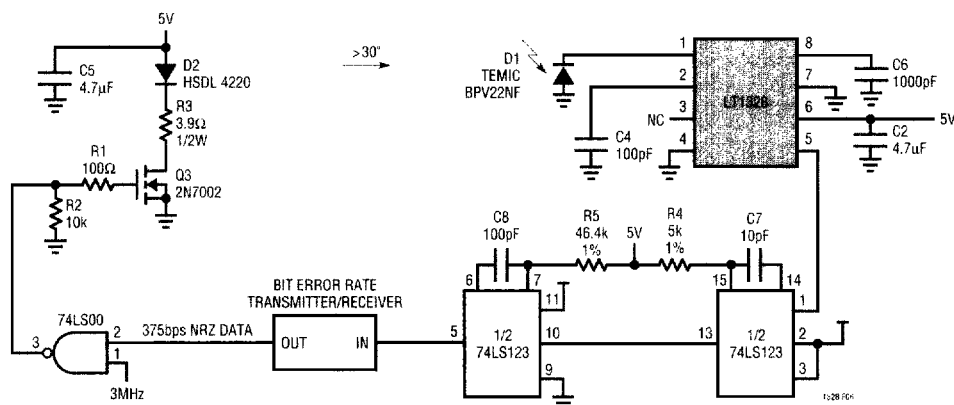 5V
C5
4.7µF
D2
HSDL 4220
R3
3.9Ω
1/2W
R1
100Ω
Q3
2N7002
R2
10k
>30°
D1
TEMIC
BPV22NF
C4
100pF
NC
1
2
3
4
LT1328
8
7
6
5
C6
1000pF
5V
C2
4.7µF
74LS00
3
2
1
3MHz
375bps NRZ DATA
BIT ERROR RATE
TRANSMITTER/RECEIVER
OUT
IN
C8
100pF
R5
46.4k
1%
5V
R4
5k
1%
C7
10pF
6
7
11
5
10
9
1/2
74LS123
15
14
13
1
2
3
1/2
74LS123